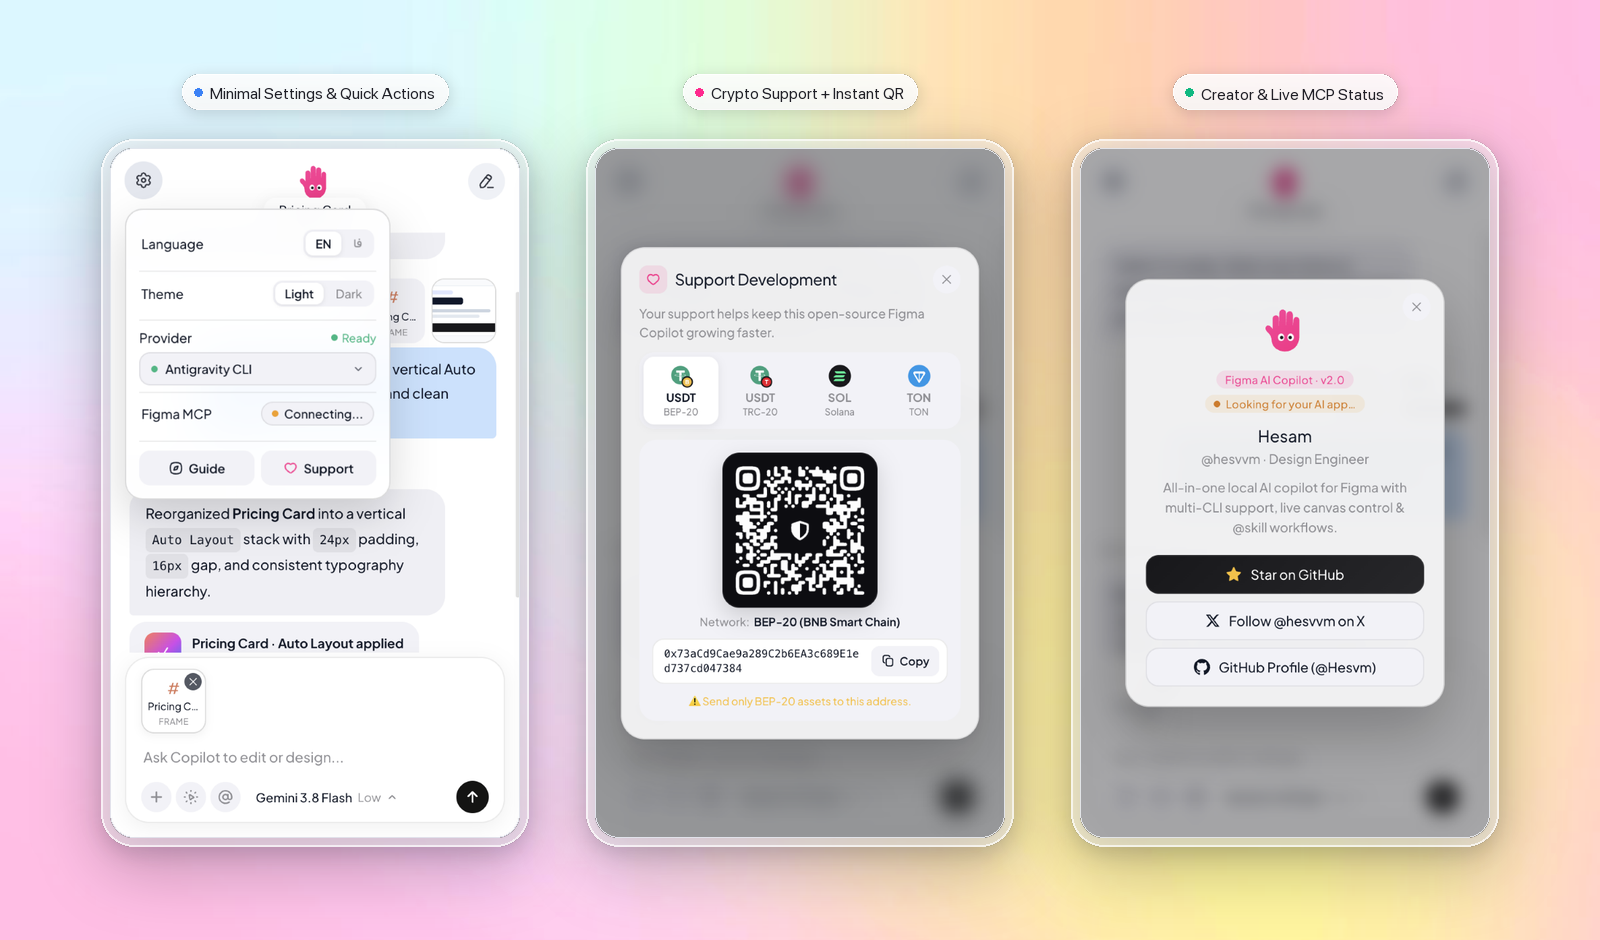 Minimal Settings & Quick Actions
Language
EN
فا
Theme
Light
Dark
Provider
Ready
Antigravity CLI
Figma MCP
Connecting...
Guide
Support
#
vertical Auto
nd clean
Reorganized Pricing Card into a vertical
Auto Layout stack with 24px padding,
16px gap, and consistent typography
hierarchy.
Pricing Card · Auto Layout applied
#
Pricing C...
FRAME
Ask Copilot to edit or design...
Gemini 3.8 Flash Low
Crypto Support + Instant QR
Support Development
Your support helps keep this open-source Figma
Copilot growing faster.
USDT
BEP-20
USDT
TRC-20
SOL
Solana
TON
TON
Network: BEP-20 (BNB Smart Chain)
0x73aCd9Cae9a289C2b6EA3c689E1e
d737cd047384
Copy
Send only BEP-20 assets to this address.
Creator & Live MCP Status
Figma AI Copilot · v2.0
Looking for your AI app...
Hesam
@hesvvm · Design Engineer
All-in-one local AI copilot for Figma with
multi-CLI support, live canvas control &
@skill workflows.
Star on GitHub
Follow @hesvvm on X
GitHub Profile (@Hesvm)